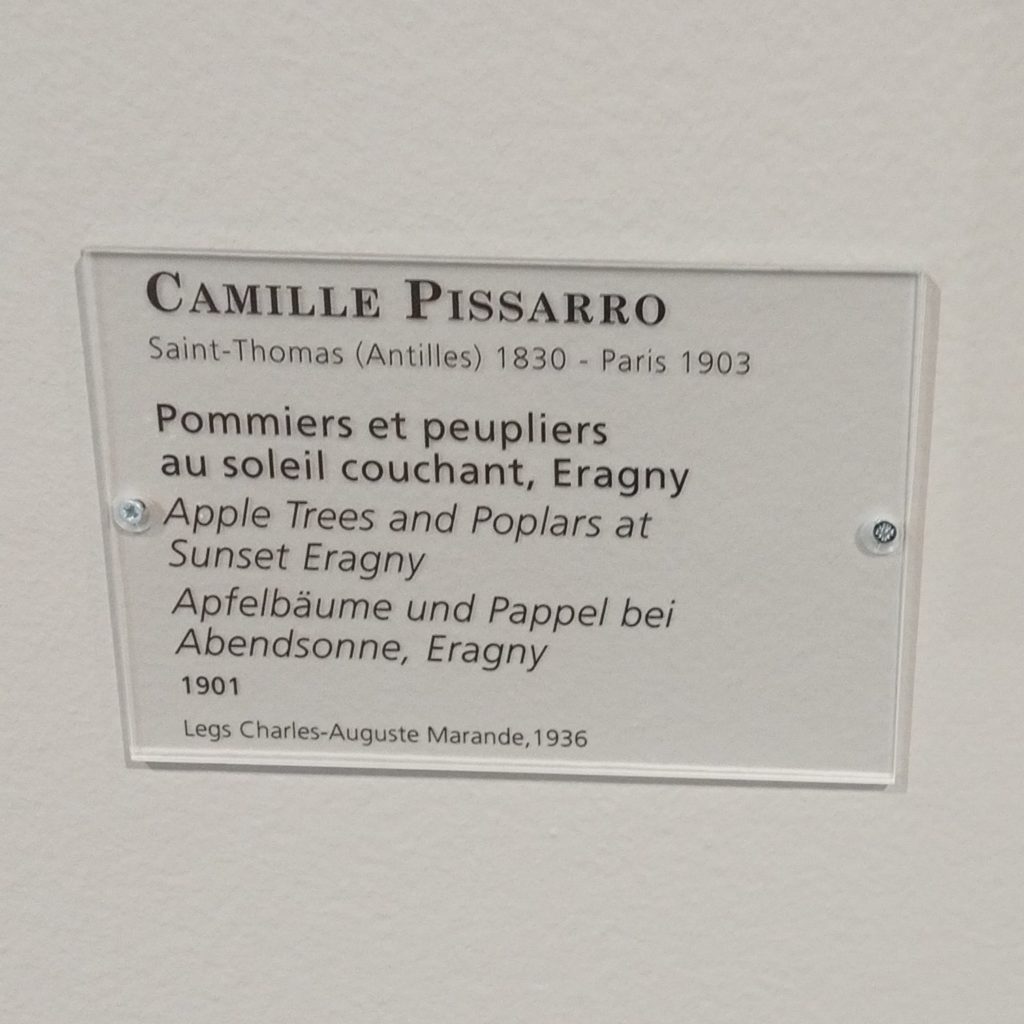 CAMILLE PISSARRO
Saint-Thomas (Antilles) 1830 - Paris 1903
Pommiers et peupliers
au soleil couchant, Eragny
Apple Trees and Poplars at
Sunset Eragny
Apfelbäume und Pappel bei
Abendsonne, Eragny
1901
Legs Charles-Auguste Marande,1936